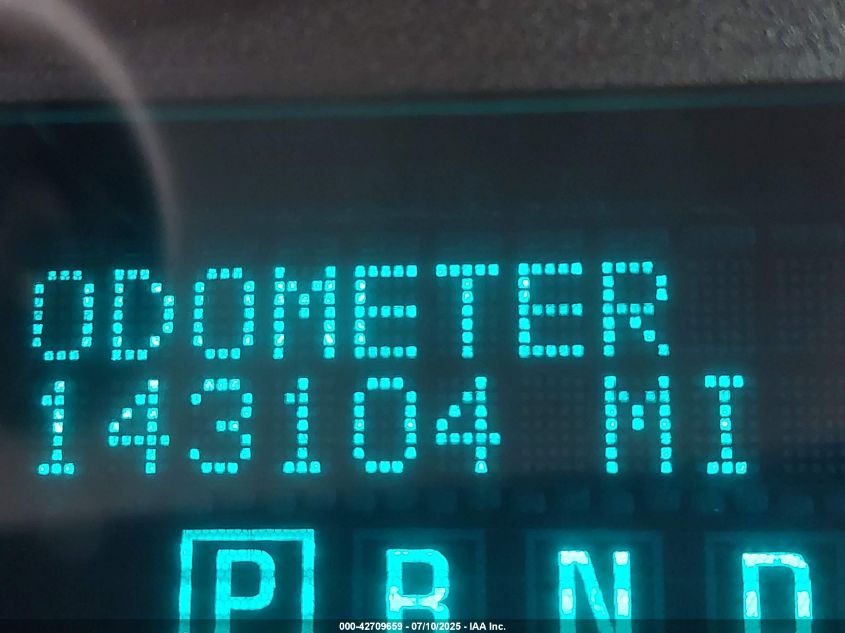 ODOMETER
143104 MI
P R N D
000-42709659 - 07/10/2025 - IAA Inc.